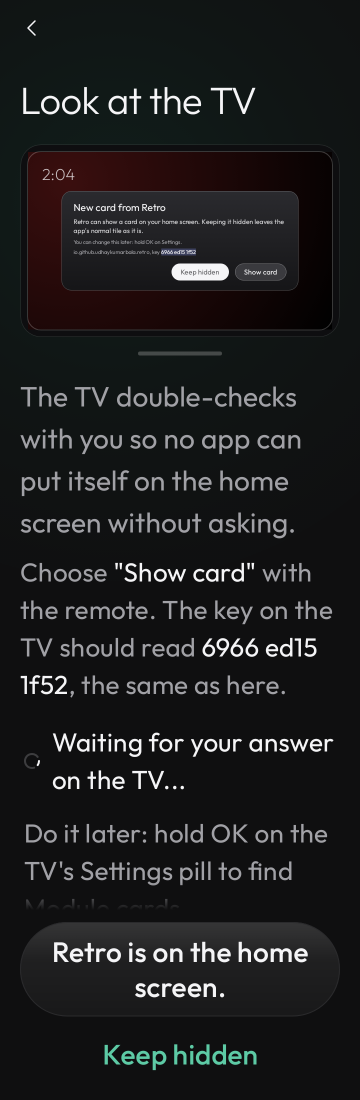 Look at the TV
2:04
New card from Retro
Retro can show a card on your home screen. Keeping it hidden leaves the
app's normal tile as it is.
You can change this later: hold OK on Settings.
io.github.udhaykumarbala.retro, key 6966 ed15 1f52
Keep hidden
Show card
The TV double-checks
with you so no app can
put itself on the home
screen without asking.
Choose "Show card" with
the remote. The key on the
TV should read 6966 ed15
1f52, the same as here.
Waiting for your answer
on the TV...
Do it later: hold OK on the
TV's Settings pill to find
Module cards
Retro is on the home
screen.
Keep hidden